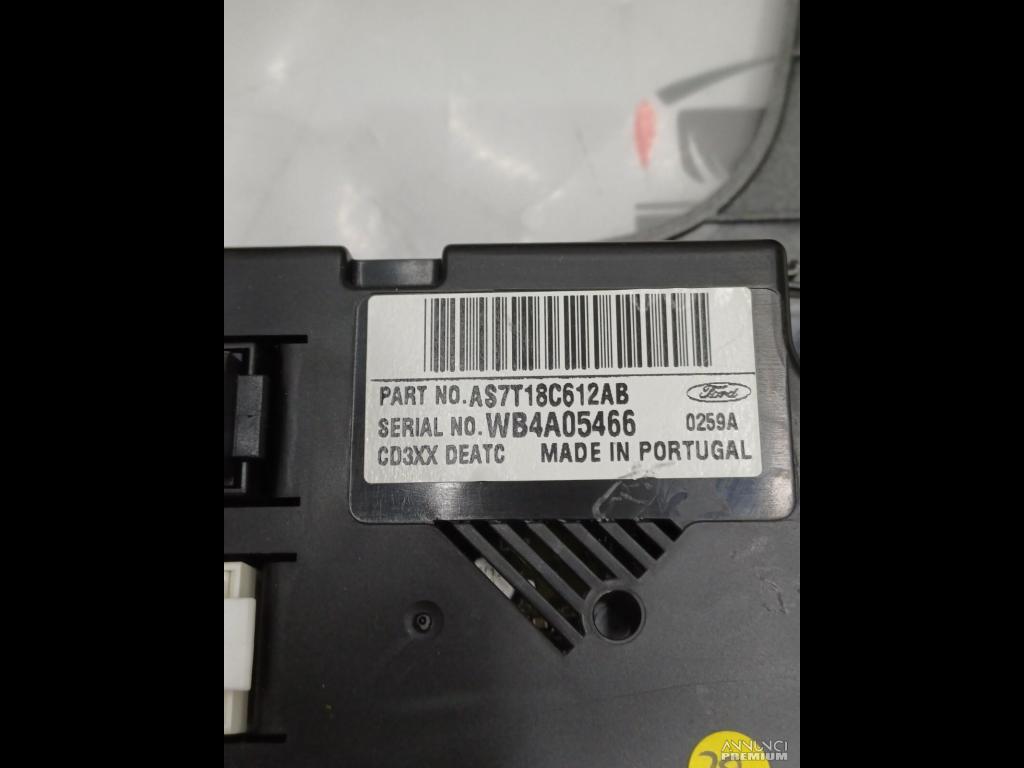 PART NO. AS7T18C612AB
Ford
SERIAL NO. WB4A05466
0259A
CD3XX DEATC MADE IN PORTUGAL
ANNUNCI
PREMIUM